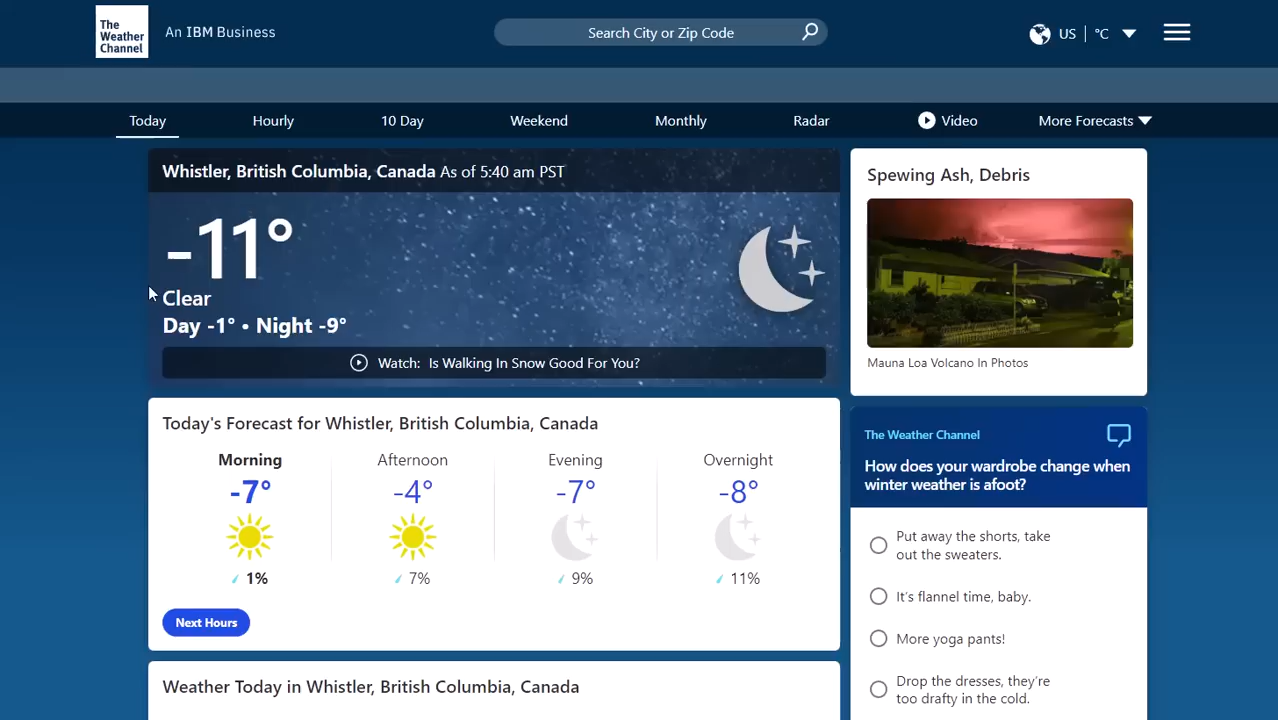 The
Weather
Channel
An IBM Business
Search City or Zip Code
US
°C
Today
Hourly
10 Day
Weekend
Monthly
Radar
Video
More Forecasts
Whistler, British Columbia, Canada As of 5:40 am PST
-11°
Clear
Day -1° • Night -9°
Watch: Is Walking In Snow Good For You?
Spewing Ash, Debris
Mauna Loa Volcano In Photos
Today's Forecast for Whistler, British Columbia, Canada
Morning
-7°
1%
Afternoon
-4°
7%
Evening
-7°
9%
Overnight
-8°
11%
Next Hours
The Weather Channel
How does your wardrobe change when
winter weather is afoot?
Put away the shorts, take
out the sweaters.
It's flannel time, baby.
More yoga pants!
Drop the dresses, they're
too drafty in the cold.
Weather Today in Whistler, British Columbia, Canada